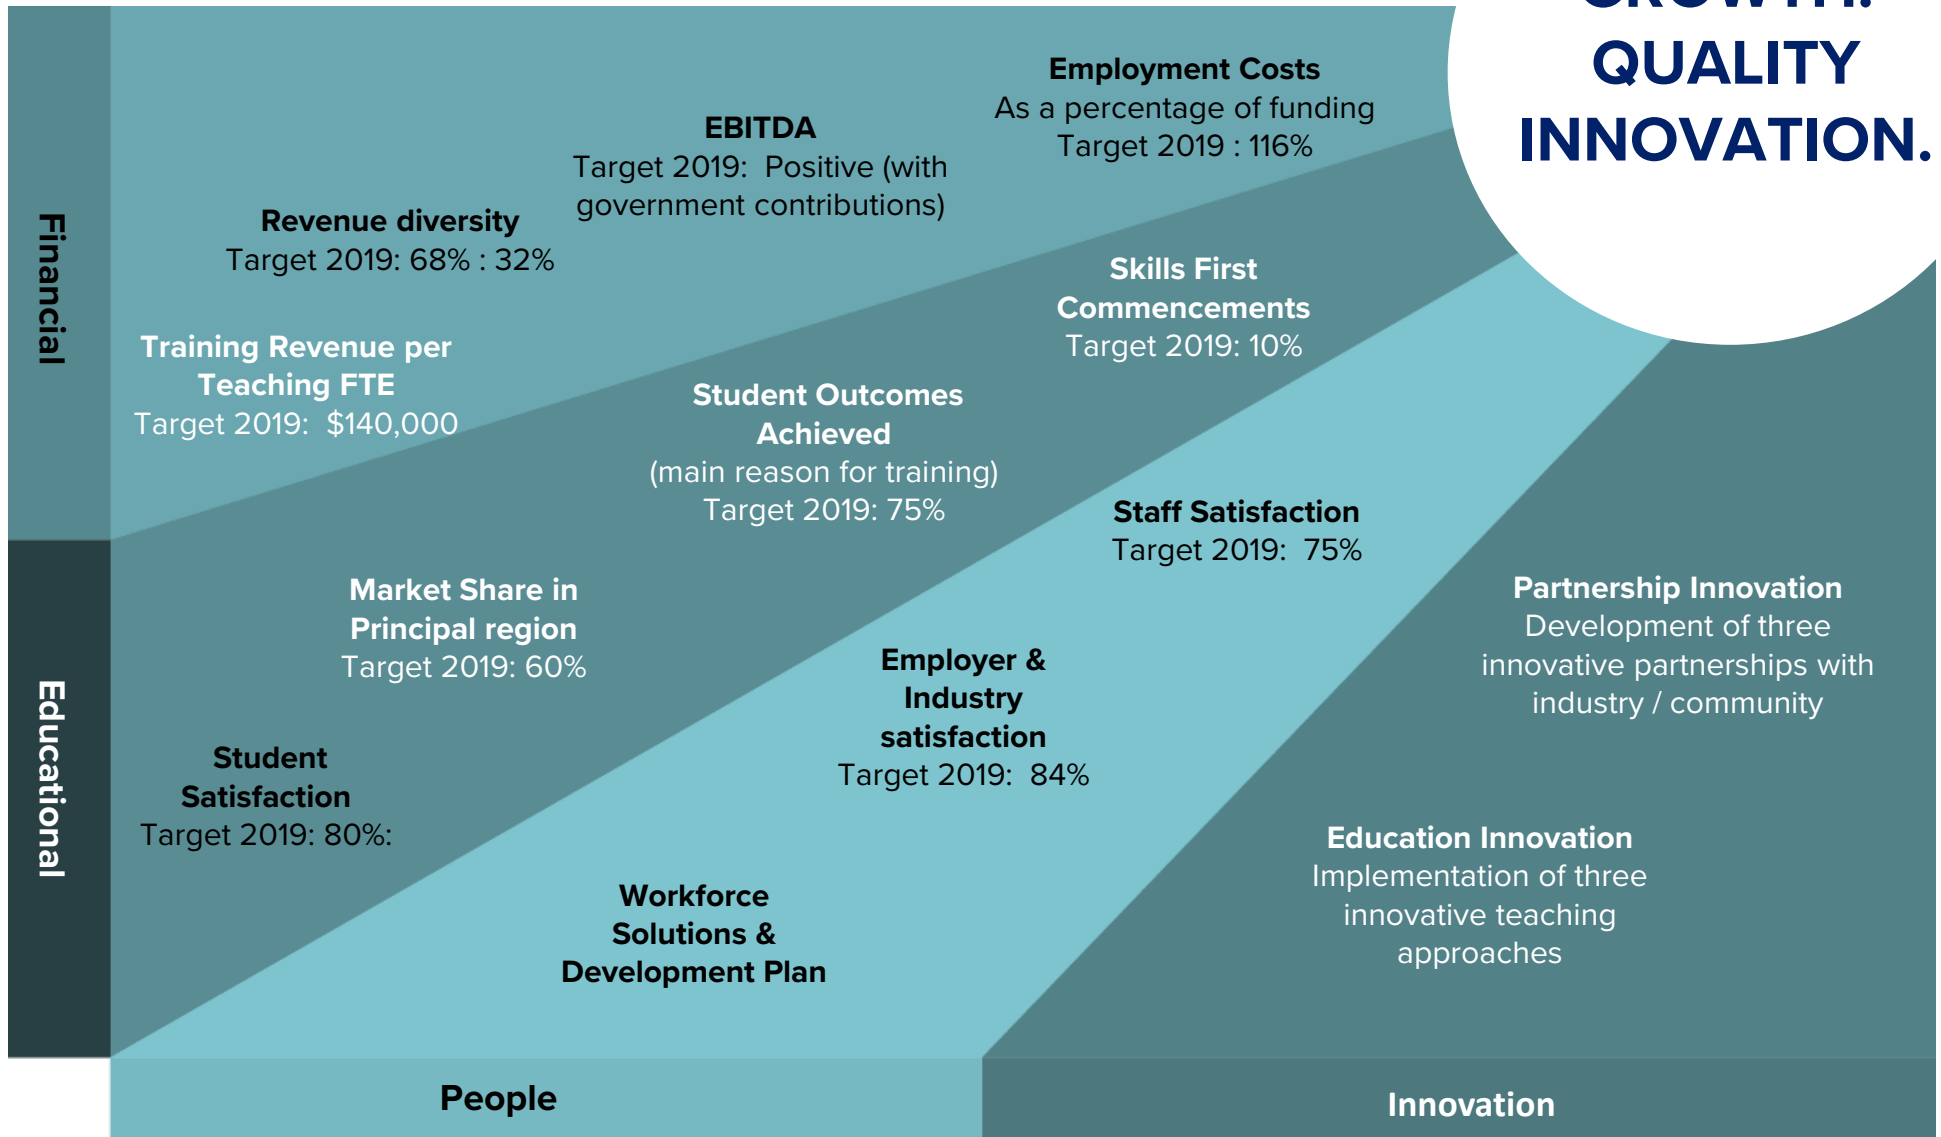 GROWTH.
QUALITY
INNOVATION.
Financial
Employment Costs
As a percentage of funding
Target 2019 : 116%
EBITDA
Target 2019:  Positive (with
government contributions)
Revenue diversity
Target 2019: 68% : 32%
Training Revenue per
Teaching FTE
Target 2019:  $140,000
Educational
Skills First
Commencements
Target 2019: 10%
Student Outcomes
Achieved
(main reason for training)
Target 2019: 75%
Market Share in
Principal region
Target 2019: 60%
Student
Satisfaction
Target 2019: 80%:
Staff Satisfaction
Target 2019:  75%
Employer &
Industry
satisfaction
Target 2019:  84%
Workforce
Solutions &
Development Plan
People
Partnership Innovation
Development of three
innovative partnerships with
industry / community
Education Innovation
Implementation of three
innovative teaching
approaches
Innovation